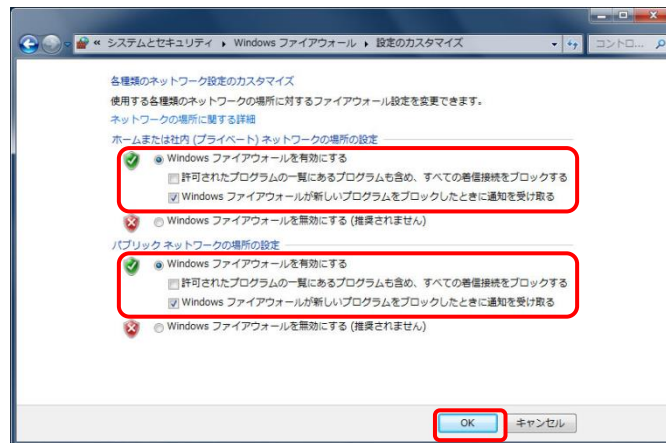 « システムとセキュリティ ▸ Windows ファイアウォール ▸ 設定のカスタマイズ
コントロ...
各種類のネットワーク設定のカスタマイズ
使用する各種類のネットワークの場所に対するファイアウォール設定を変更できます。
ネットワークの場所に関する詳細
ホームまたは社内 (プライベート) ネットワークの場所の設定
Windows ファイアウォールを有効にする
許可されたプログラムの一覧にあるプログラムも含め、すべての着信接続をブロックする
Windows ファイアウォールが新しいプログラムをブロックしたときに通知を受け取る
Windows ファイアウォールを無効にする (推奨されません)
パブリック ネットワークの場所の設定
Windows ファイアウォールを有効にする
許可されたプログラムの一覧にあるプログラムも含め、すべての着信接続をブロックする
Windows ファイアウォールが新しいプログラムをブロックしたときに通知を受け取る
Windows ファイアウォールを無効にする (推奨されません)
OK
キャンセル